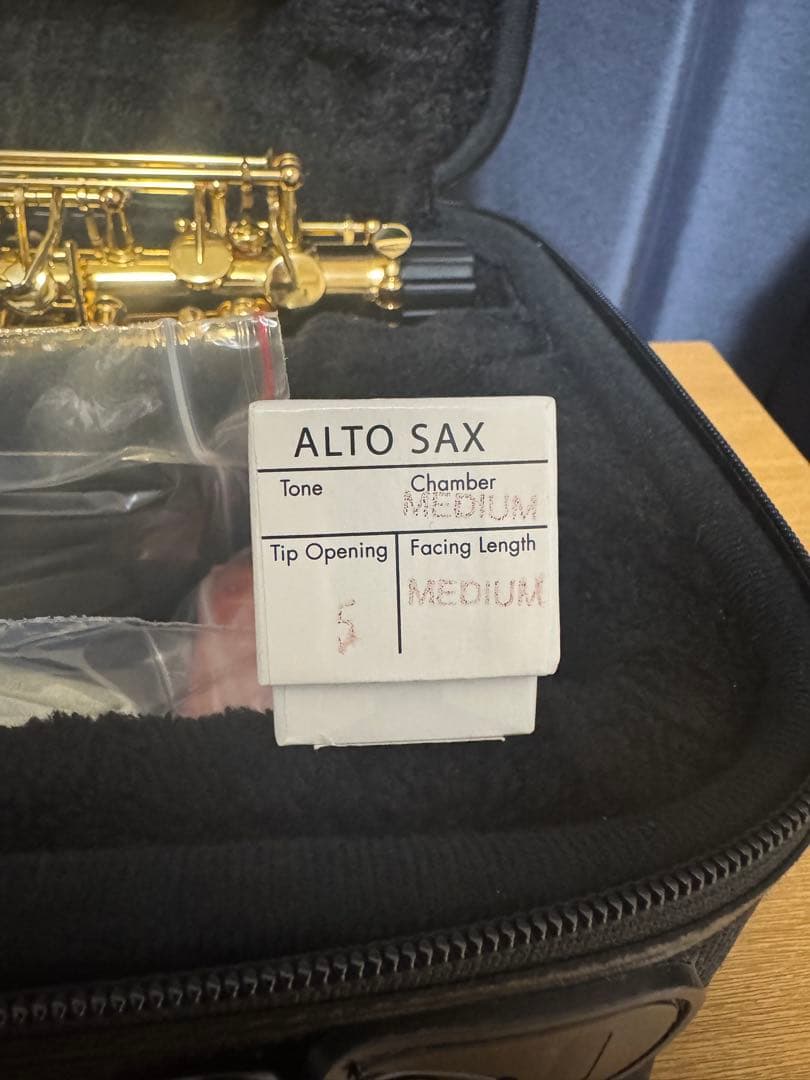 ALTO SAX
Tone Chamber
MEDIUM
Tip Opening Facing Length
5 MEDIUM